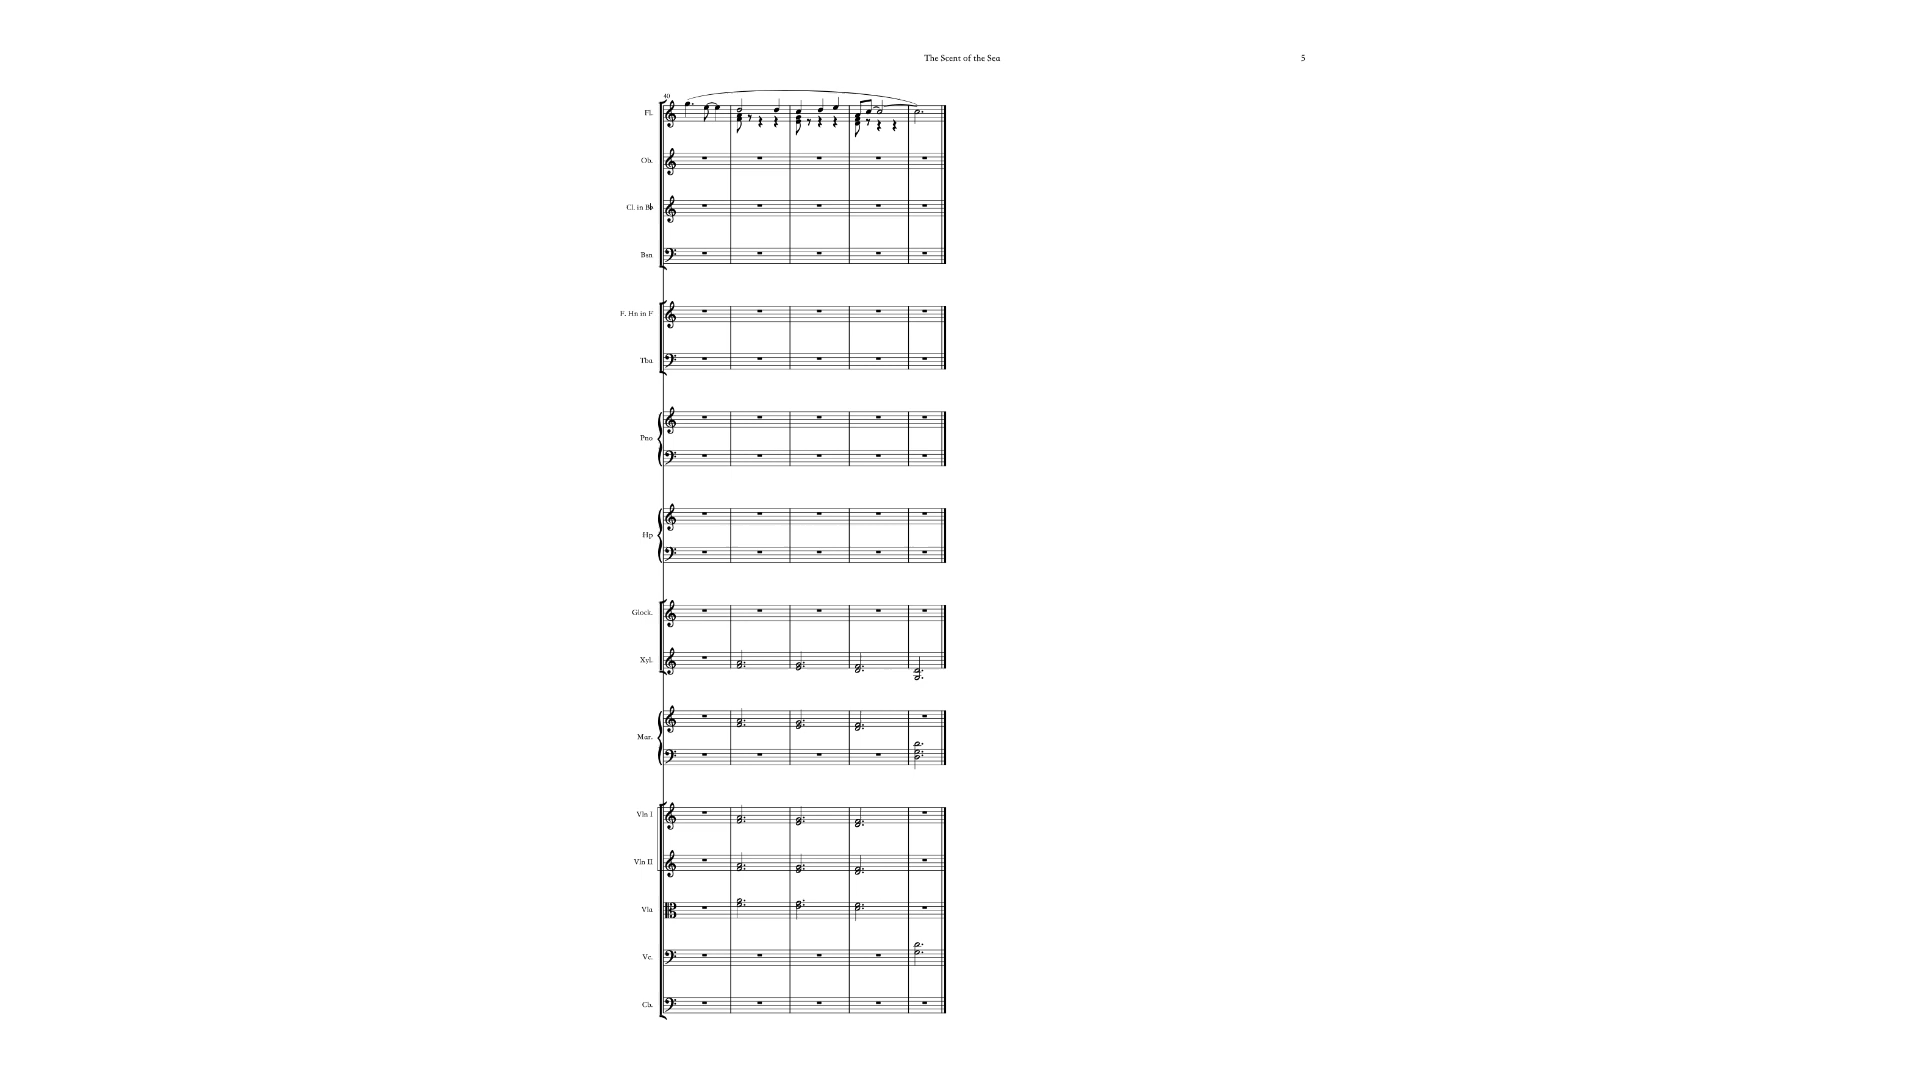 The Scent of the Sea
5
40
Fl.
Ob.
Cl. in B♭
Bsn
F. Hn in F
Tba
Pno
Hp
Glock.
Xyl.
Mar.
Vln I
Vln II
Vla
Vc.
Cb.